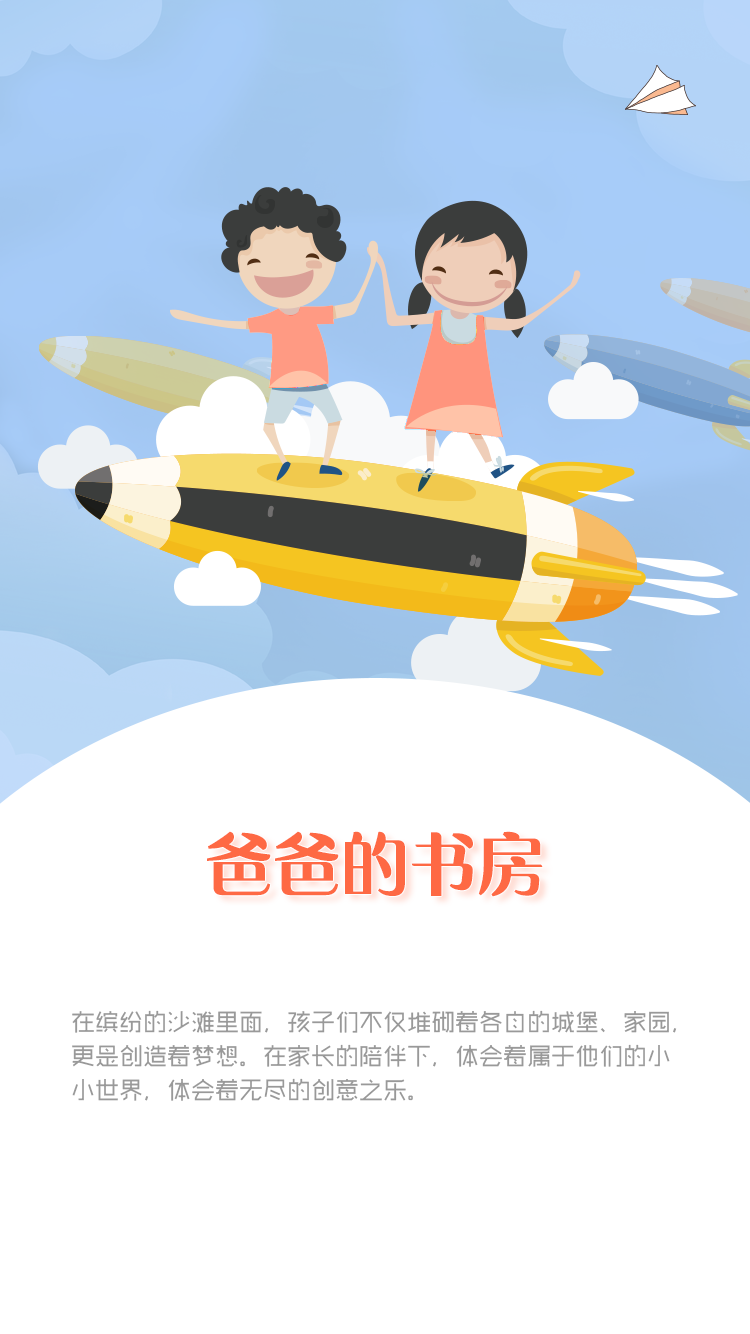 爸爸的书房
在缤纷的沙滩里面，孩子们不仅堆砌着各自的城堡、家园，
更是创造着梦想。在家长的陪伴下，体会着属于他们的小
小世界，体会着无尽的创意之乐。